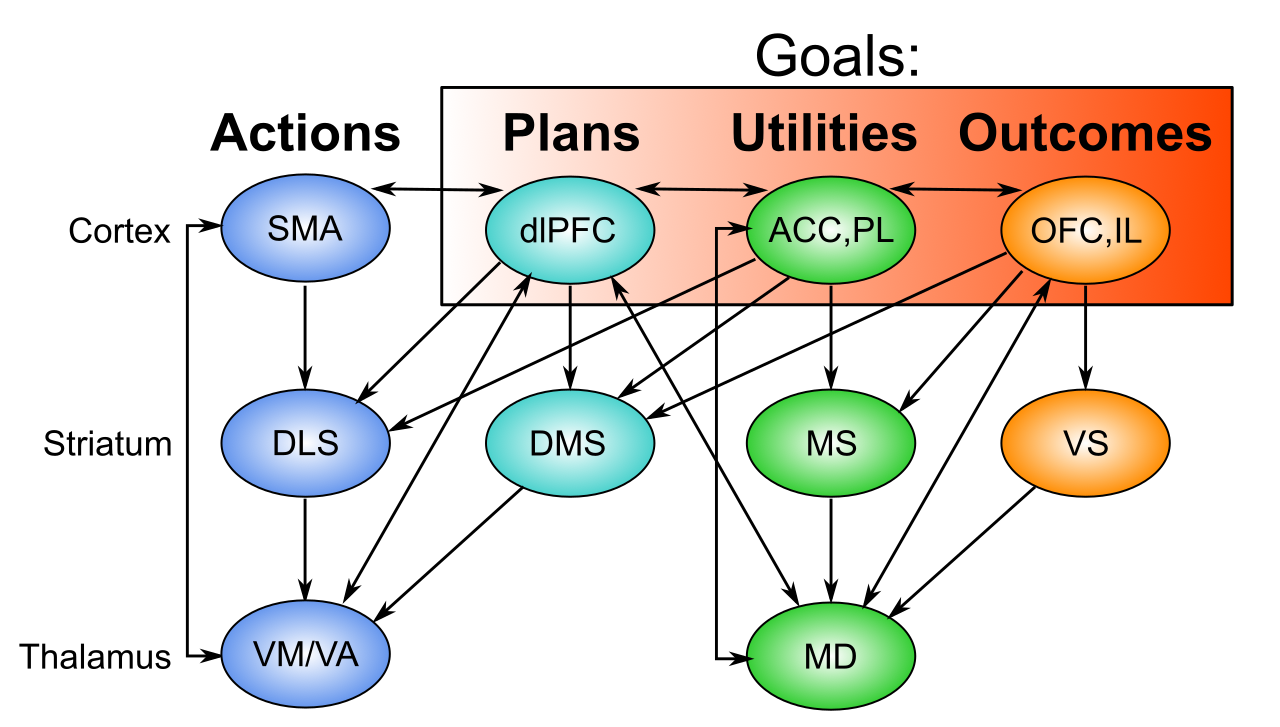 Goals:
Actions Plans Utilities Outcomes
Cortex SMA dlPFC ACC,PL OFC,IL
Striatum DLS DMS MS VS
Thalamus VM/VA MD